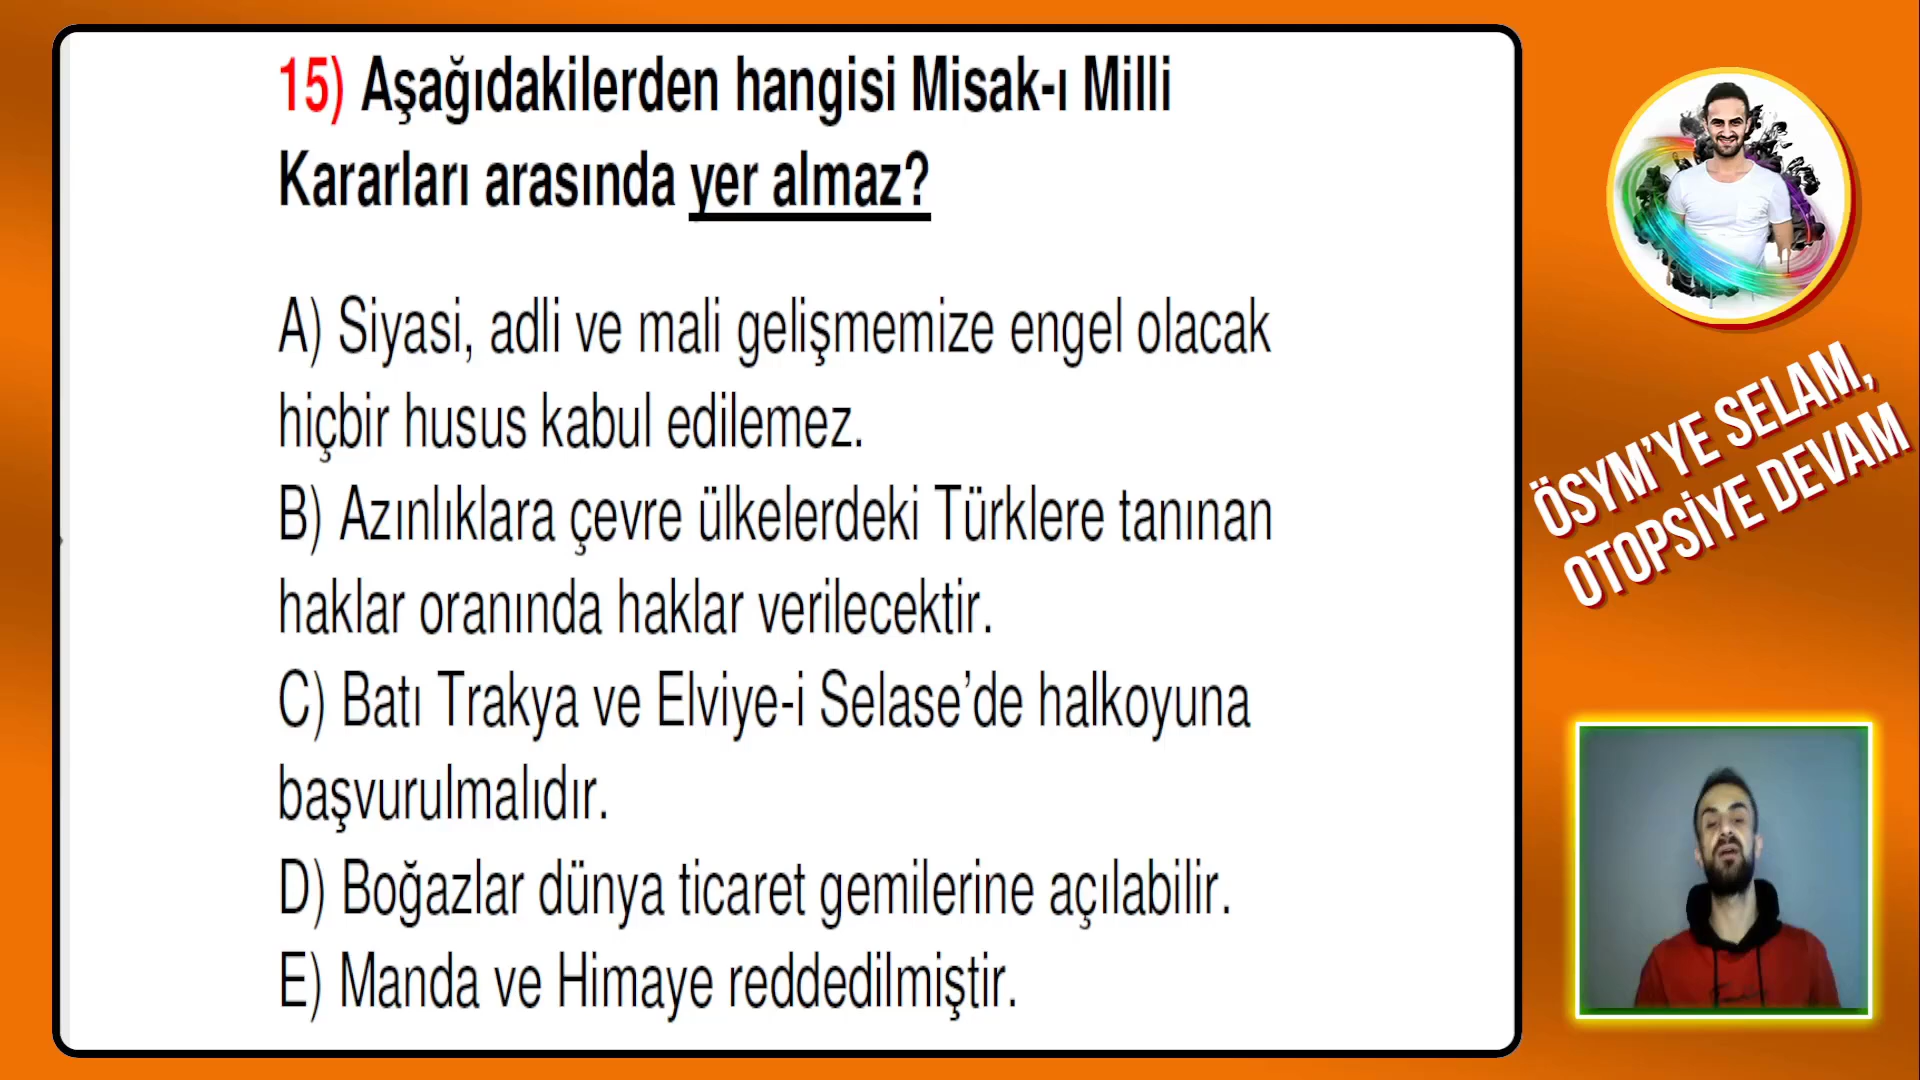 15) Aşağıdakilerden hangisi Misak-ı Milli
Kararları arasında yer almaz?
A) Siyasi, adli ve mali gelişmemize engel olacak
hiçbir husus kabul edilemez.
B) Azınlıklara çevre ülkelerdeki Türklere tanınan
haklar oranında haklar verilecektir.
C) Batı Trakya ve Elviye-i Selase’de halkoyuna
başvurulmalıdır.
D) Boğazlar dünya ticaret gemilerine açılabilir.
E) Manda ve Himaye reddedilmiştir.
ÖSYM’YE SELAM,
OTOPSİYE DEVAM